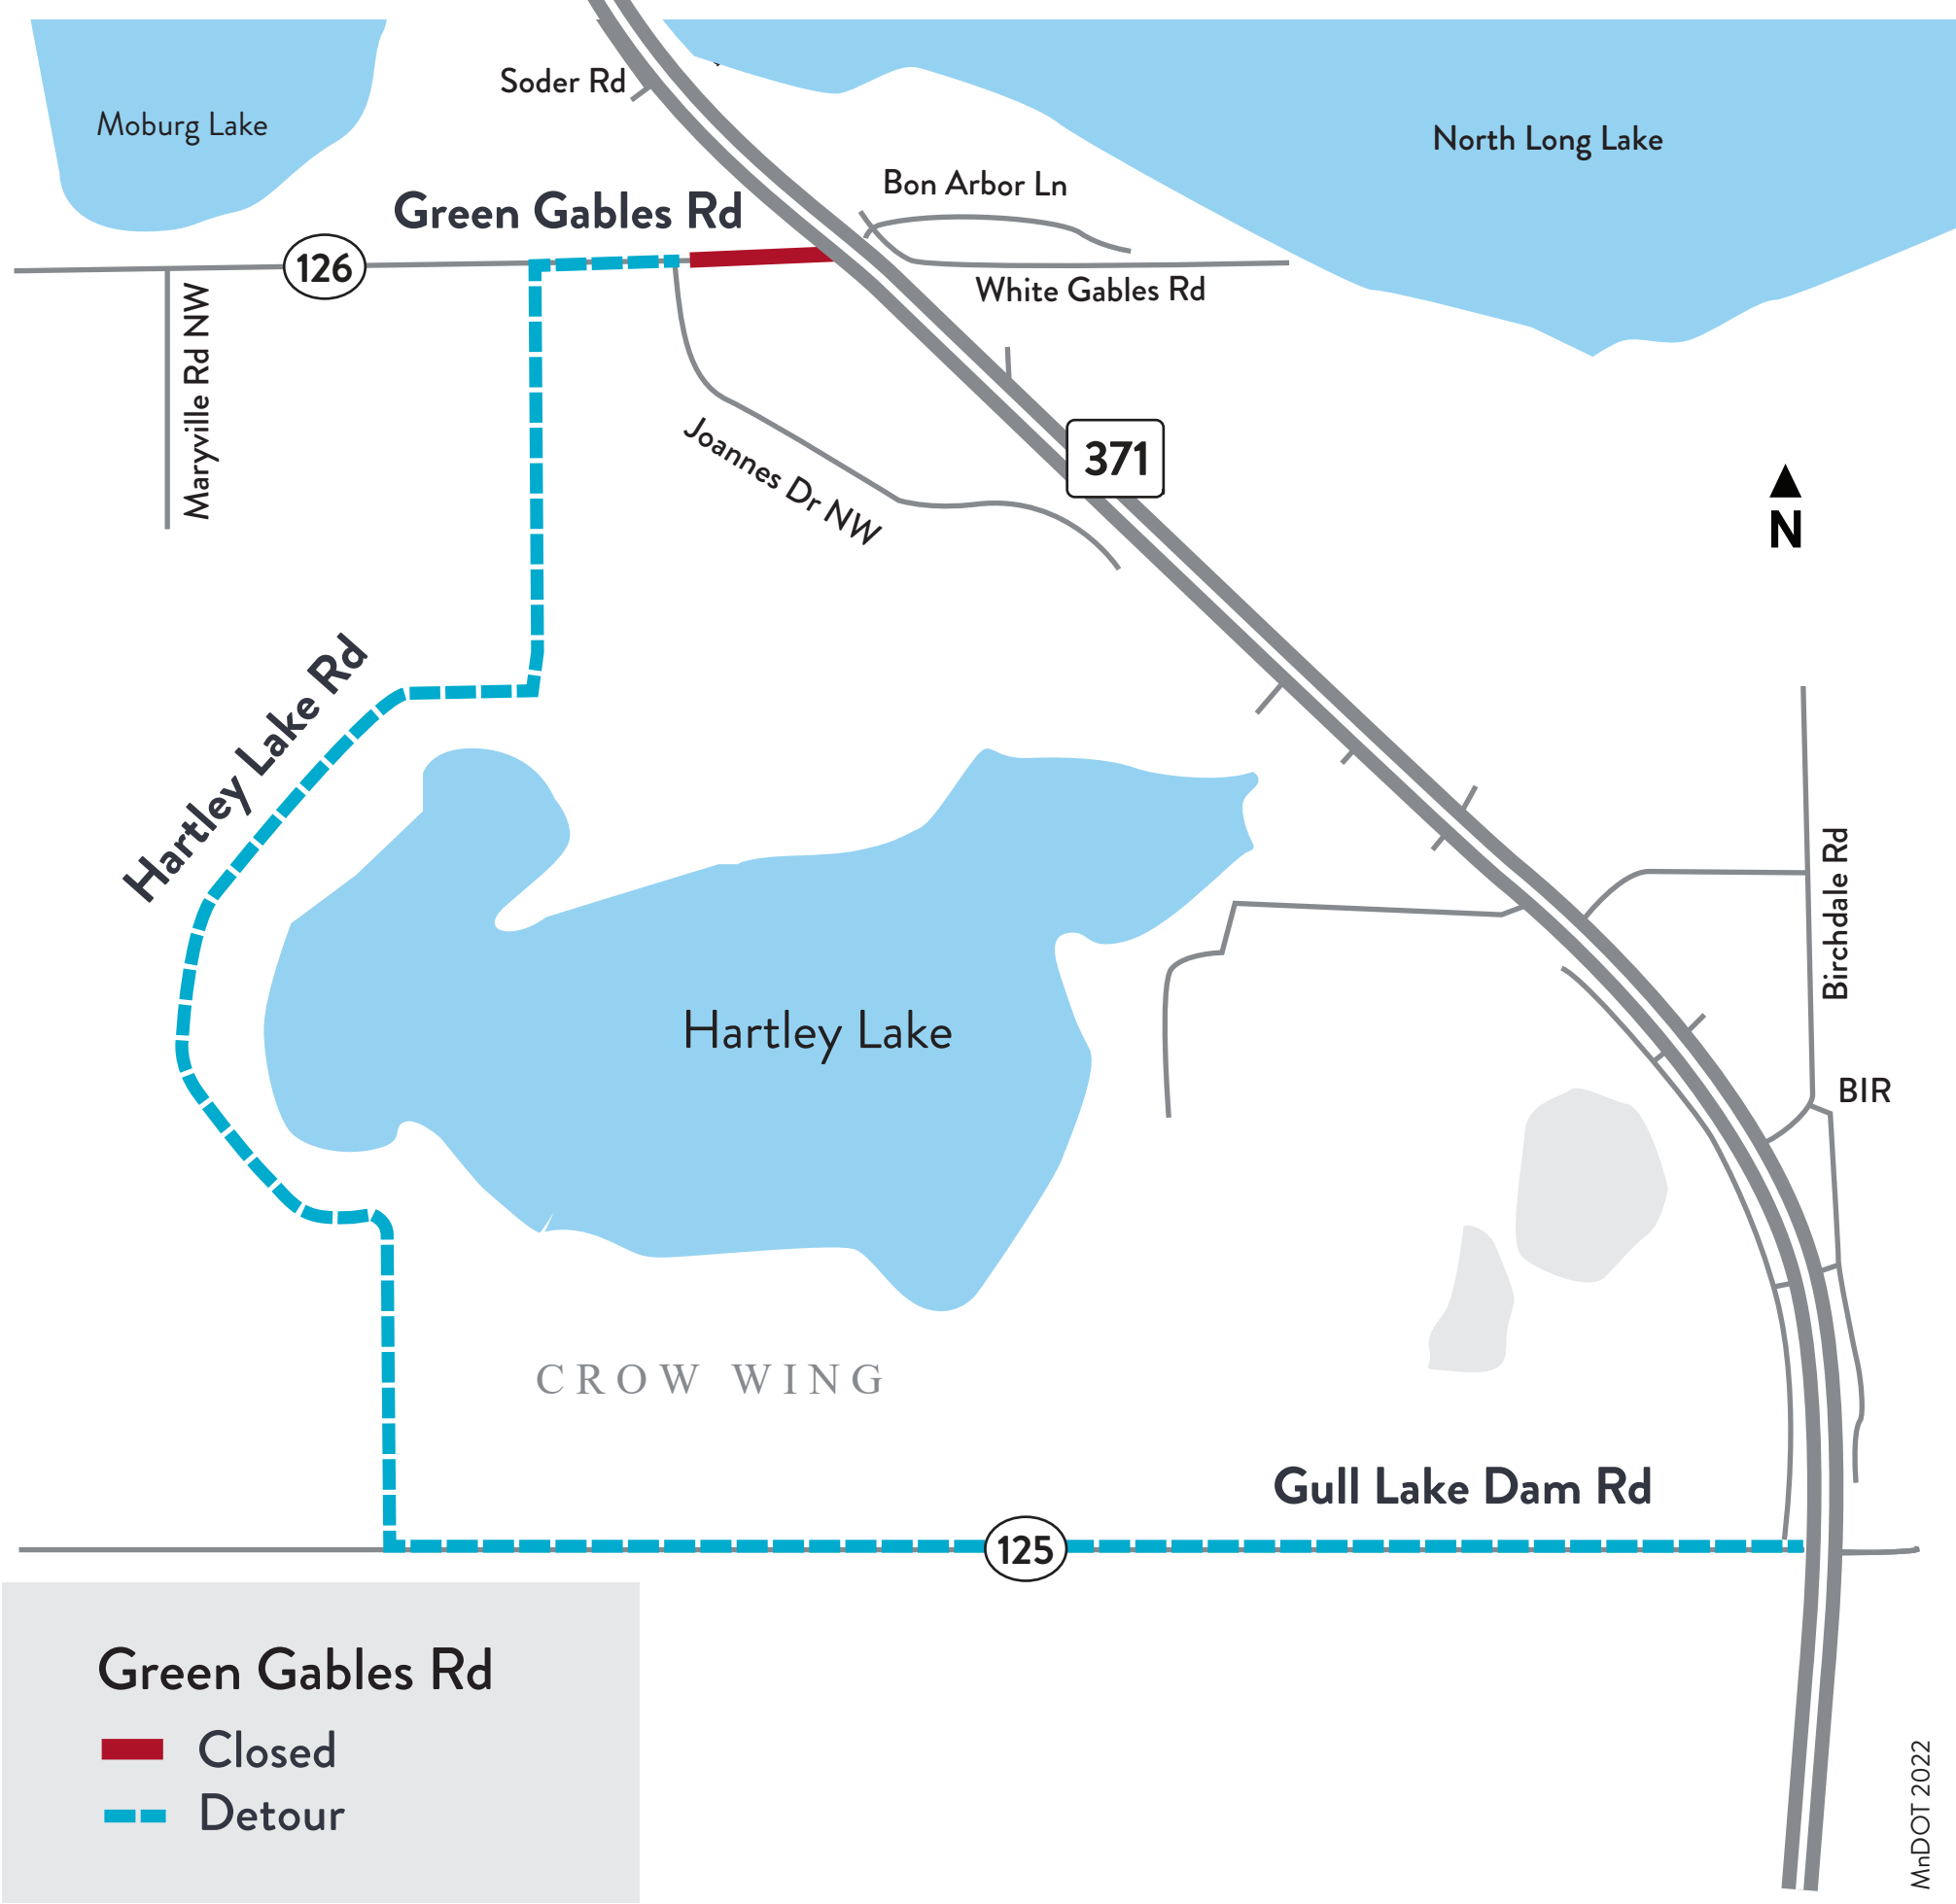 Soder Rd
Moburg Lake
North Long Lake
Bon Arbor Ln
Green Gables Rd
126
White Gables Rd
Maryville Rd NW
Joannes Dr NW
371
N
Hartley Lake Rd
Birchdale Rd
Hartley Lake
BIR
CROW WING
Gull Lake Dam Rd
125
Green Gables Rd
Closed
Detour
MnDOT 2022